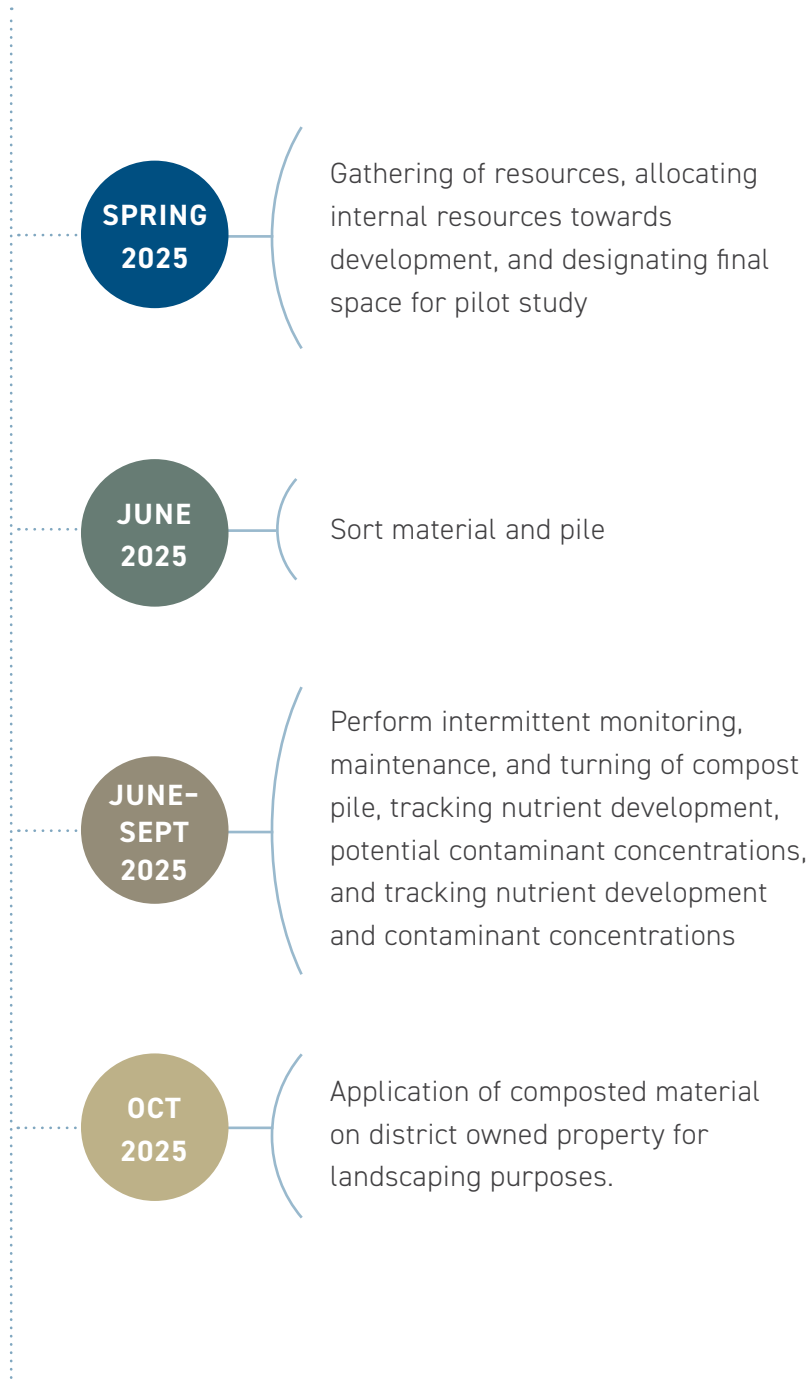 SPRING
2025
Gathering of resources, allocating
internal resources towards
development, and designating final
space for pilot study
JUNE
2025
Sort material and pile
JUNE–
SEPT
2025
Perform intermittent monitoring,
maintenance, and turning of compost
pile, tracking nutrient development,
potential contaminant concentrations,
and tracking nutrient development
and contaminant concentrations
OCT
2025
Application of composted material
on district owned property for
landscaping purposes.